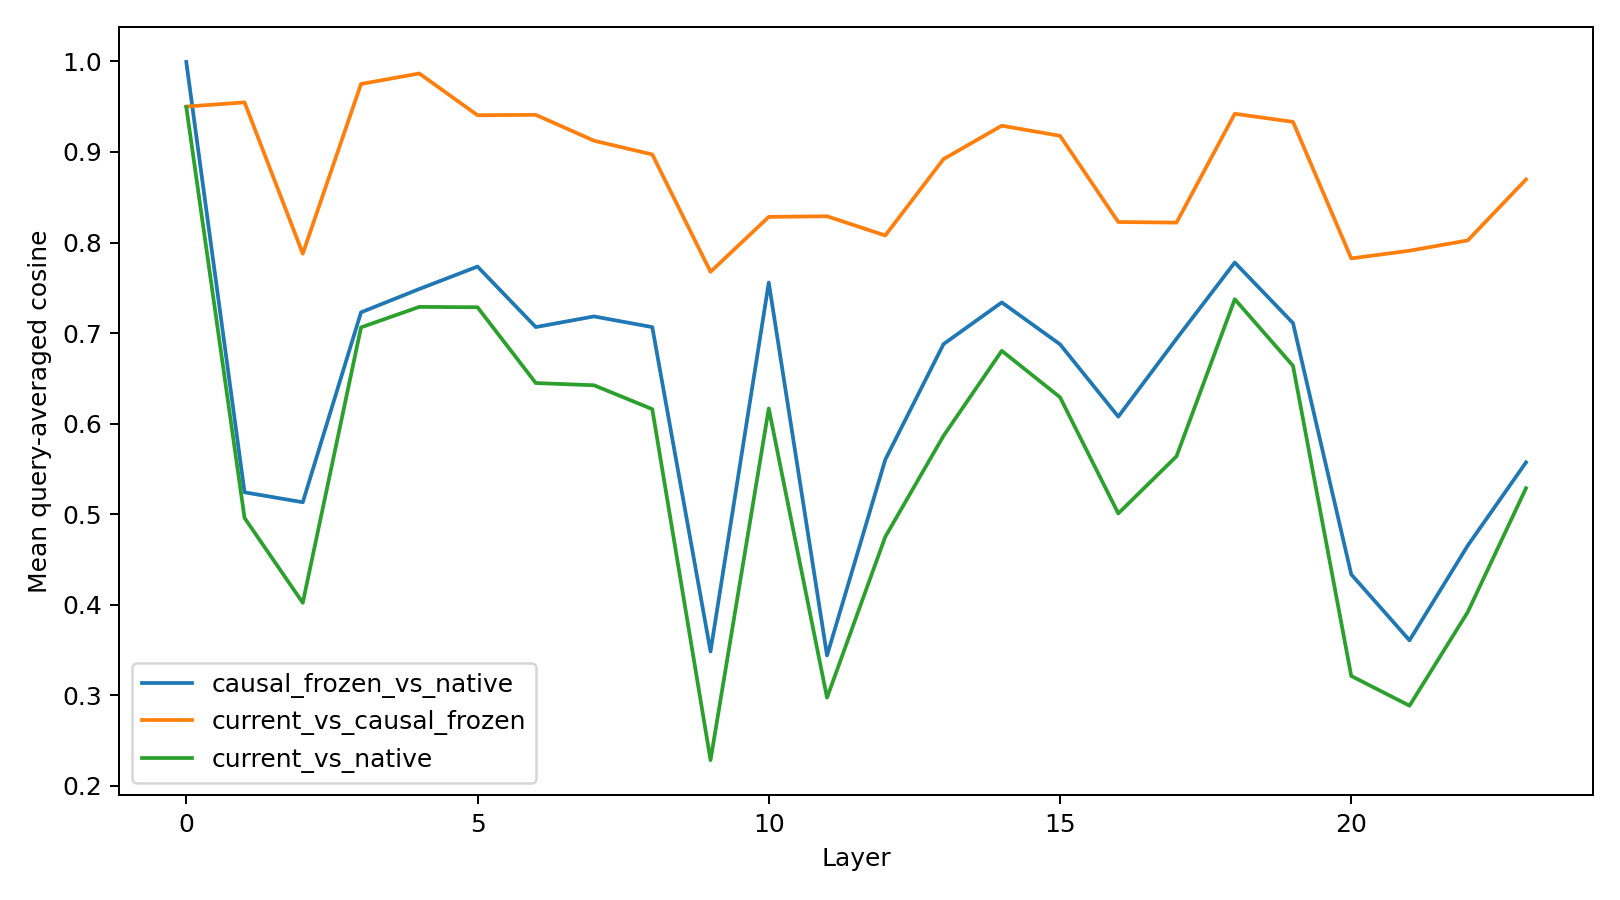 1.0
0.9
0.8
0.7
0.6
0.5
0.4
0.3
0.2
Mean query-averaged cosine
causal_frozen_vs_native
current_vs_causal_frozen
current_vs_native
0 5 10 15 20
Layer